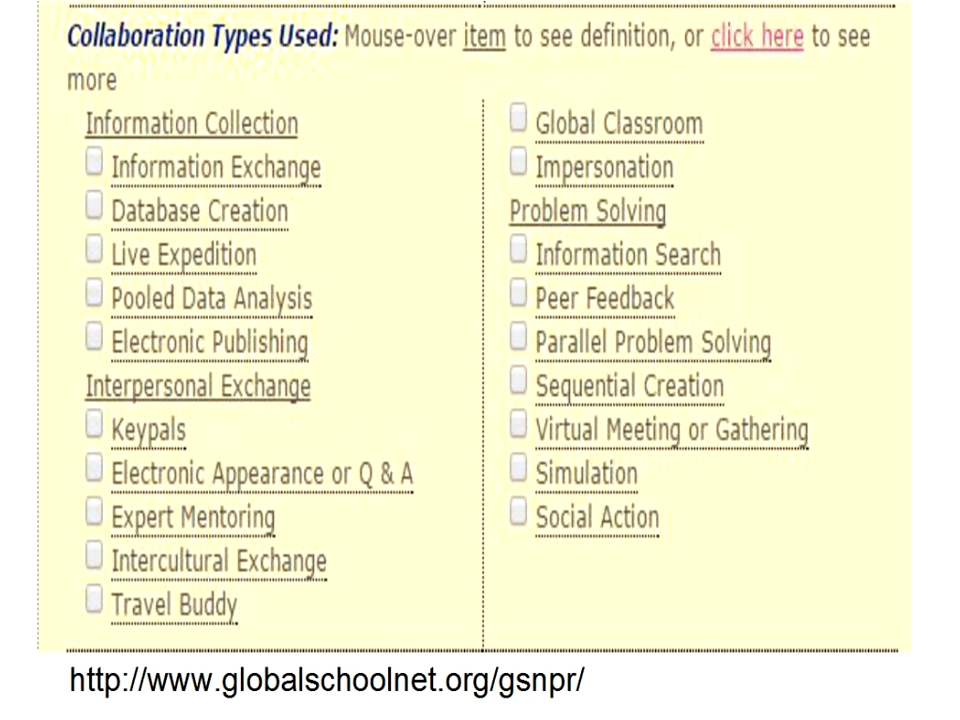 Collaboration Types Used: Mouse-over item to see definition, or click here to see
more
Information Collection
Information Exchange
Database Creation
Live Expedition
Pooled Data Analysis
Electronic Publishing
Interpersonal Exchange
Keypals
Electronic Appearance or Q & A
Expert Mentoring
Intercultural Exchange
Travel Buddy
Global Classroom
Impersonation
Problem Solving
Information Search
Peer Feedback
Parallel Problem Solving
Sequential Creation
Virtual Meeting or Gathering
Simulation
Social Action
http://www.globalschoolnet.org/gsnpr/